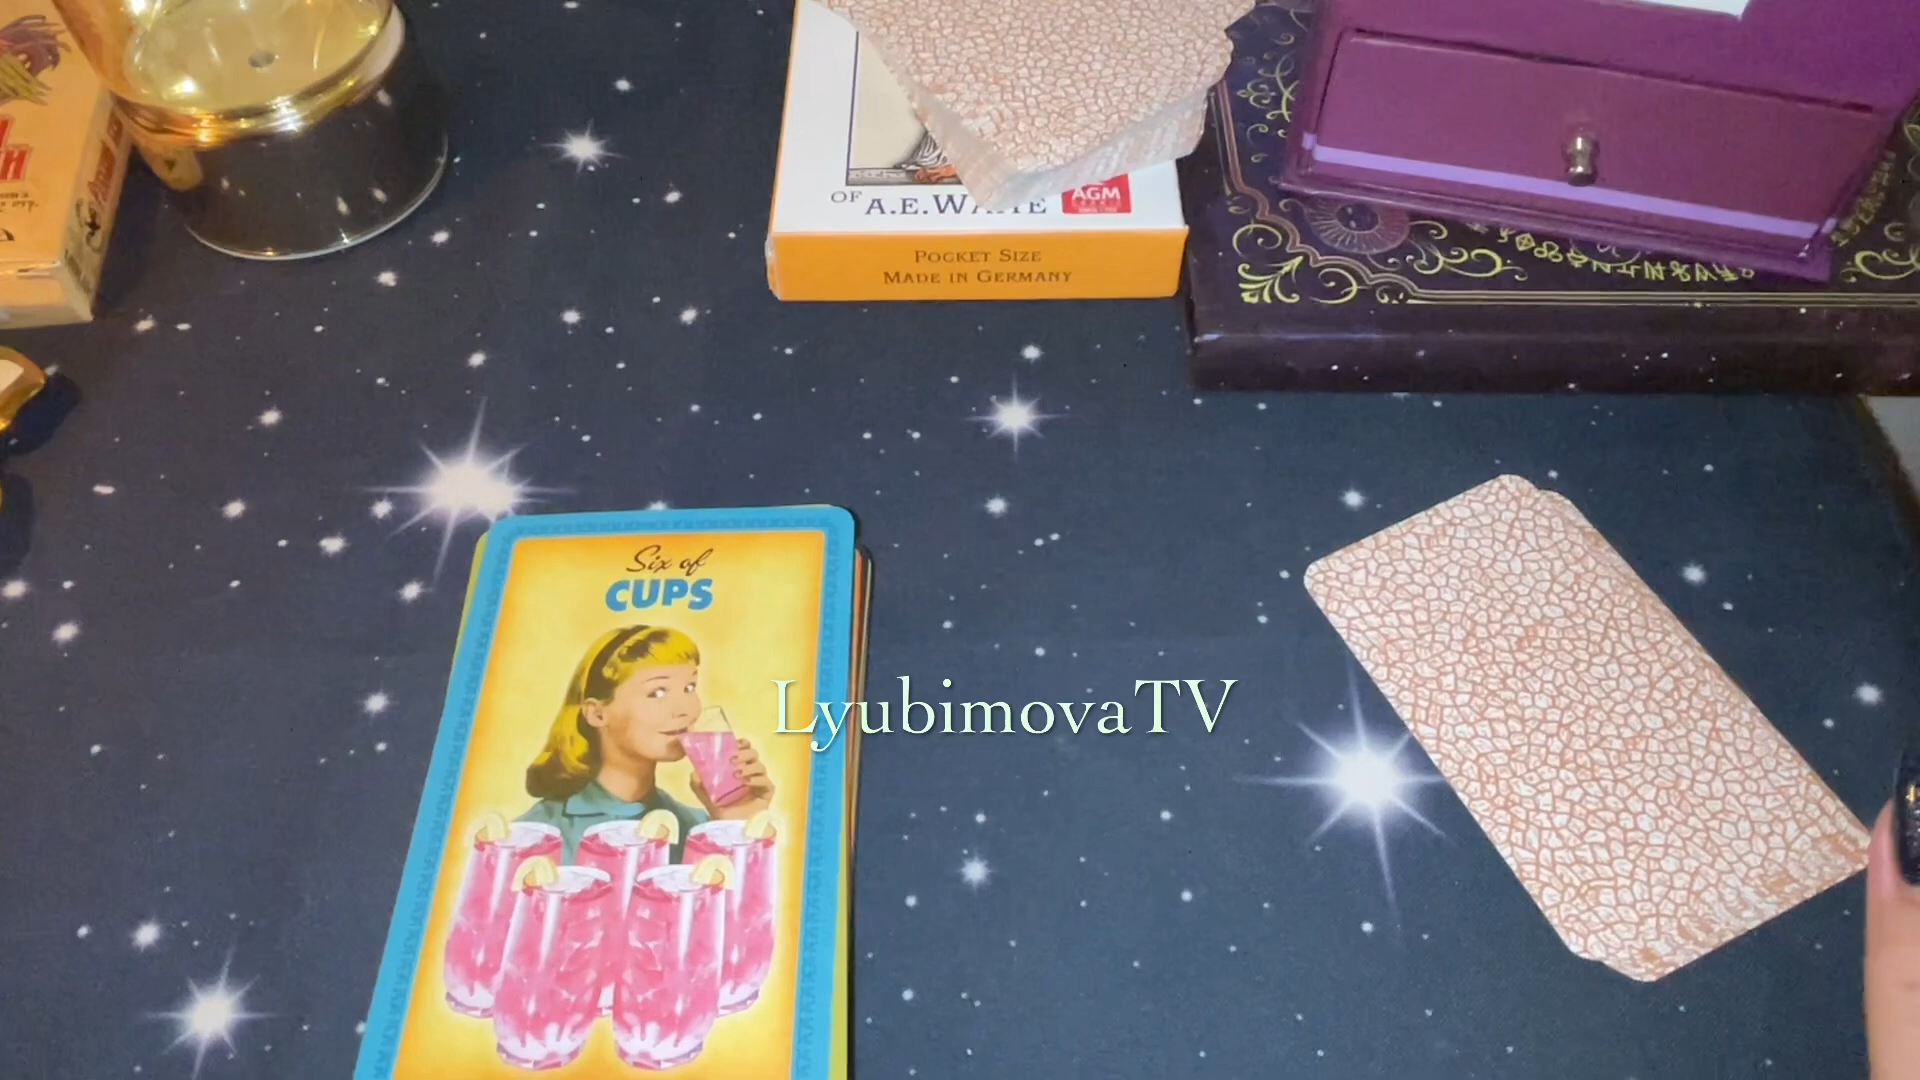 OF A.E. WAITE
AGM
POCKET SIZE
MADE IN GERMANY
Six of
CUPS
LyubimovaTV